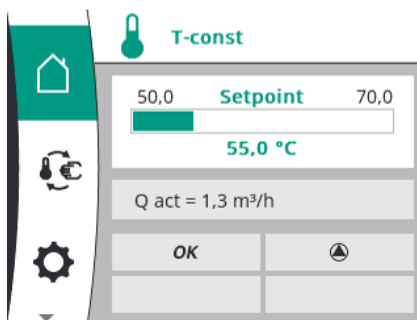 T-const
50,0 Setpoint 70,0
55,0 °C
Q act = 1,3 m³/h
OK